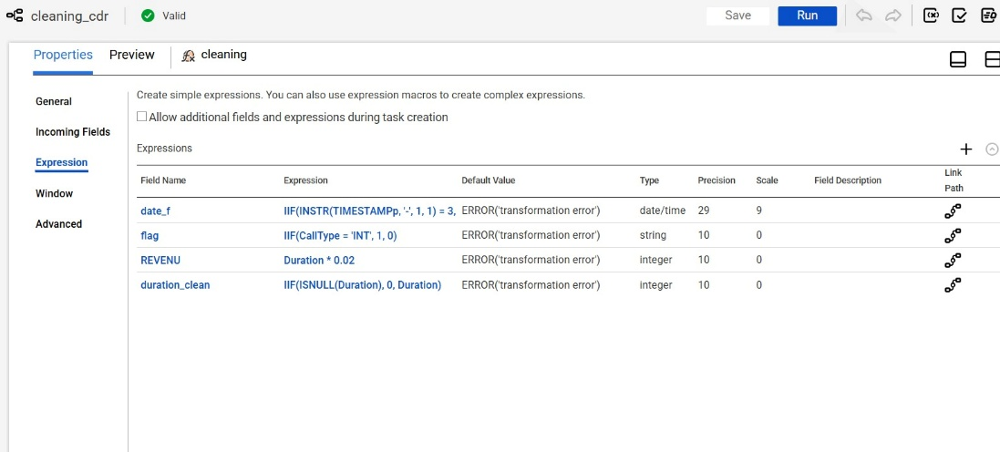 cleaning_cdr Valid Save Run
Properties Preview cleaning
General
Incoming Fields
Expression
Window
Advanced
Create simple expressions. You can also use expression macros to create complex expressions.
Allow additional fields and expressions during task creation
Expressions
Field Name Expression Default Value Type Precision Scale Field Description Link Path
date_f IIF(INSTR(TIMESTAMPp, '-', 1, 1) = 3, ERROR('transformation error') date/time 29 9
flag IIF(CallType = 'INT', 1, 0) ERROR('transformation error') string 10 0
REVENU Duration * 0.02 ERROR('transformation error') integer 10 0
duration_clean IIF(ISNULL(Duration), 0, Duration) ERROR('transformation error') integer 10 0